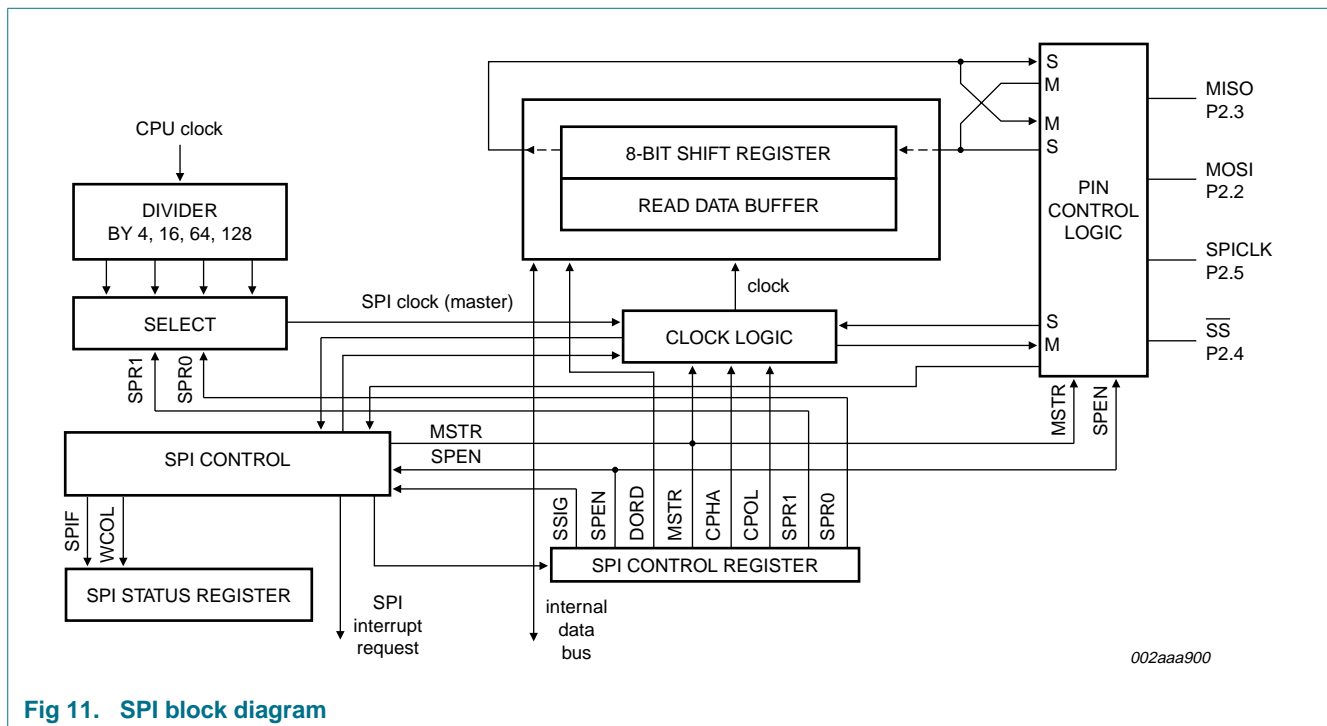 CPU clock
DIVIDER
BY 4, 16, 64, 128
SELECT
SPR1
SPR0
SPI clock (master)
8-BIT SHIFT REGISTER
READ DATA BUFFER
clock
CLOCK LOGIC
S
M
M
S
PIN
CONTROL
LOGIC
S
M
MISO
P2.3
MOSI
P2.2
SPICLK
P2.5
SS
P2.4
MSTR
SPEN
SPI CONTROL
MSTR
SPEN
SPIF
WCOL
SPI STATUS REGISTER
SSIG
SPEN
DORD
MSTR
CPHA
CPOL
SPR1
SPR0
SPI CONTROL REGISTER
SPI
interrupt
request
internal
data
bus
002aaa900
Fig 11. SPI block diagram